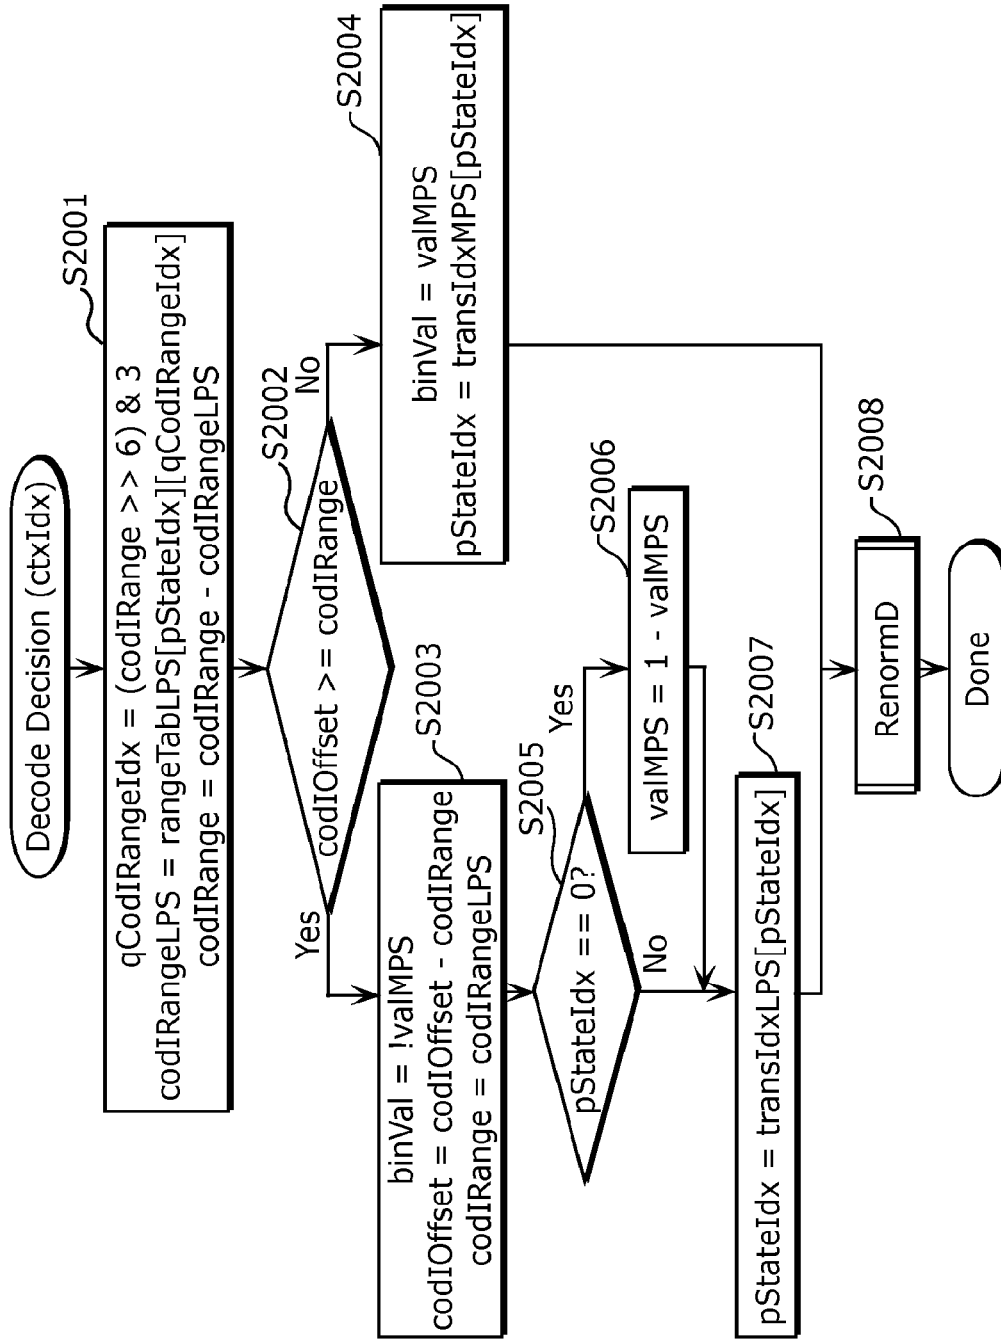 Decode Decision (ctxIdx)
S2001
qCodIRangeIdx = (codIRange >> 6) & 3
codIRangeLPS = rangeTabLPS[pStateIdx][qCodIRangeIdx]
codIRange = codIRange - codIRangeLPS
S2002
codIOffset >= codIRange
Yes
No
S2003
binVal = !valMPS
codIOffset = codIOffset - codIRange
codIRange = codIRangeLPS
S2004
binVal = valMPS
pStateIdx = transIdxMPS[pStateIdx]
S2005
pStateIdx == 0?
Yes
No
S2006
valMPS = 1 - valMPS
S2007
pStateIdx = transIdxLPS[pStateIdx]
S2008
RenormD
Done